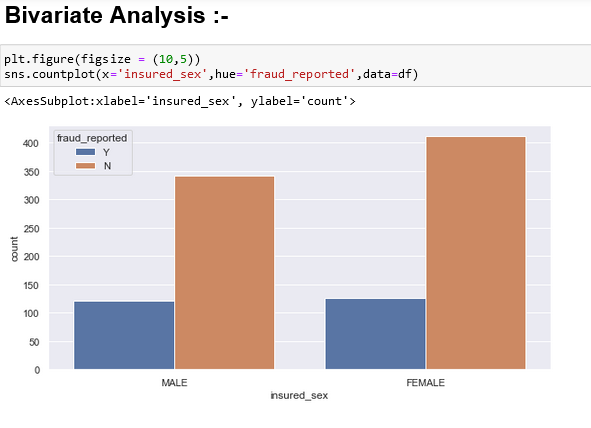 Bivariate Analysis :-
plt.figure(figsize = (10,5))
sns.countplot(x='insured_sex',hue='fraud_reported',data=df)
<AxesSubplot:xlabel='insured_sex', ylabel='count'>
fraud_reported
Y
N
400
350
300
250
200
150
100
50
0
count
MALE
FEMALE
insured_sex